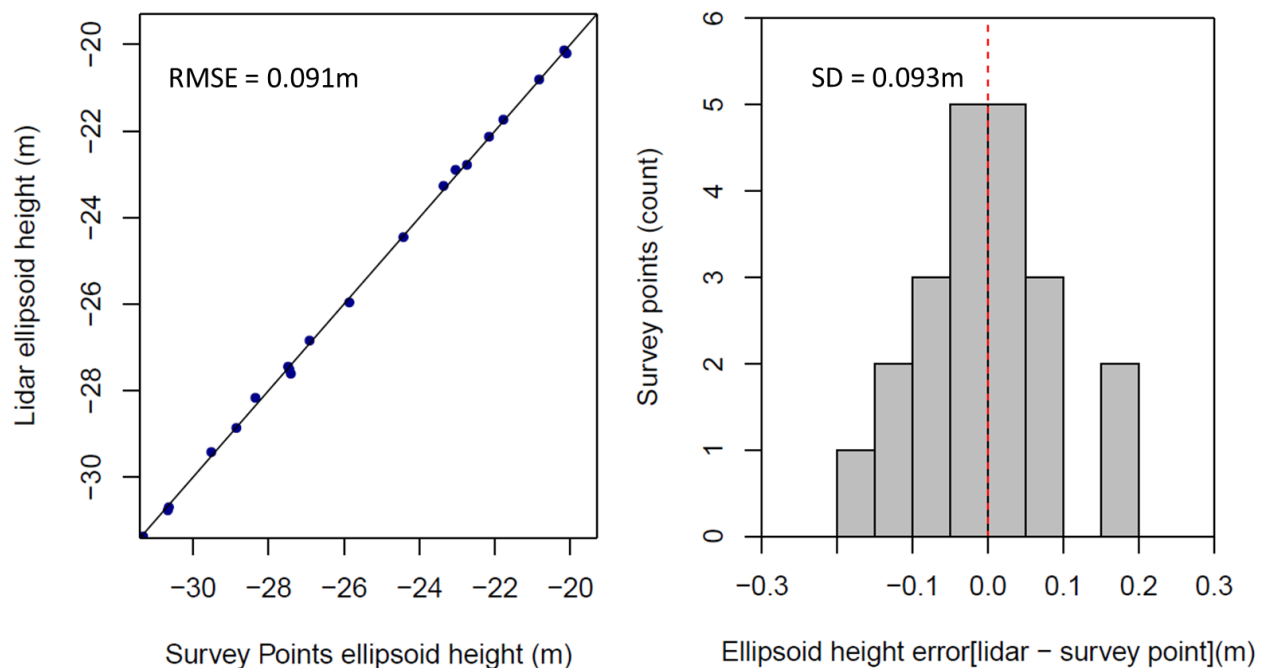 RMSE = 0.091m
−20
−22
−24
−26
−28
−30
Lidar ellipsoid height (m)
−30 −28 −26 −24 −22 −20
Survey Points ellipsoid height (m)
SD = 0.093m
6
5
4
3
2
1
0
Survey points (count)
−0.3 −0.1 0.0 0.1 0.2 0.3
Ellipsoid height error[lidar − survey point](m)